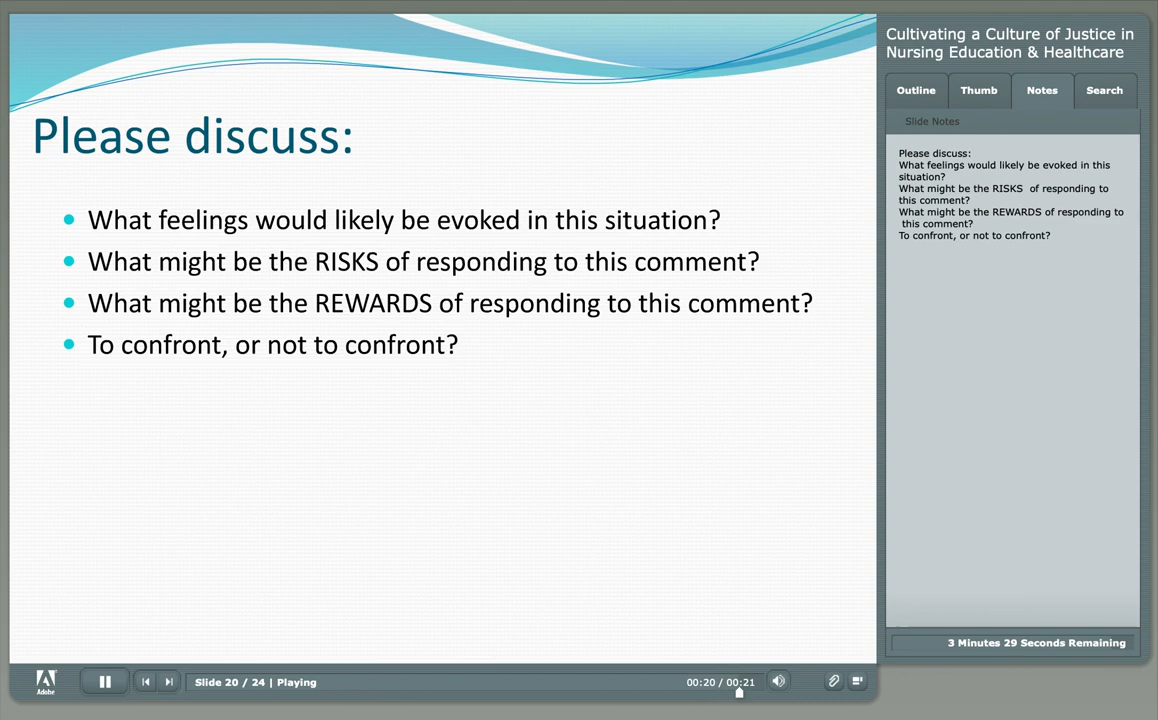 Please discuss:
What feelings would likely be evoked in this situation?
What might be the RISKS of responding to this comment?
What might be the REWARDS of responding to this comment?
To confront, or not to confront?
Cultivating a Culture of Justice in
Nursing Education & Healthcare
Outline Thumb Notes Search
Slide Notes
Please discuss:
What feelings would likely be evoked in this
situation?
What might be the RISKS of responding to
this comment?
What might be the REWARDS of responding to
this comment?
To confront, or not to confront?
3 Minutes 29 Seconds Remaining
Adobe
Slide 20 / 24 | Playing
00:20 / 00:21